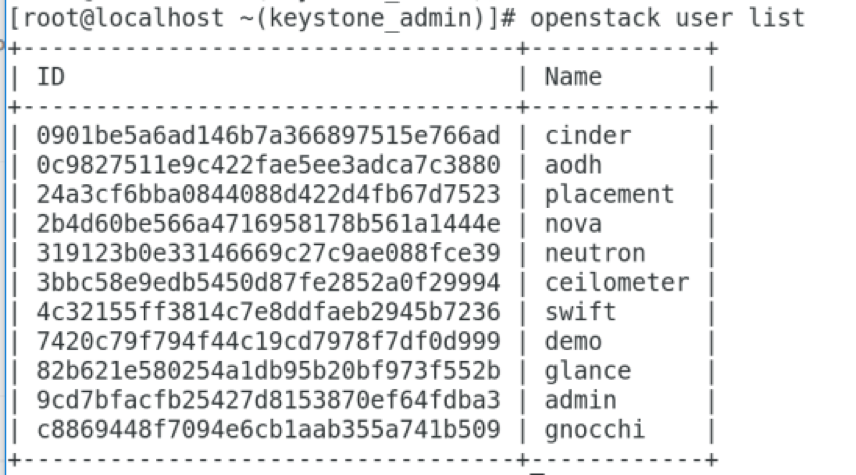 [root@localhost ~(keystone_admin)]# openstack user list
+----------------------------------+------------+
| ID                               | Name       |
+----------------------------------+------------+
| 0901be5a6ad146b7a366897515e766ad | cinder     |
| 0c9827511e9c422fae5ee3adca7c3880 | aodh       |
| 24a3cf6bba0844088d422d4fb67d7523 | placement  |
| 2b4d60be566a4716958178b561a1444e | nova       |
| 319123b0e33146669c27c9ae088fce39 | neutron    |
| 3bbc58e9edb5450d87fe2852a0f29994 | ceilometer |
| 4c32155ff3814c7e8ddfaeb2945b7236 | swift      |
| 7420c79f794f44c19cd7978f7df0d999 | demo       |
| 82b621e580254a1db95b20bf973f552b | glance     |
| 9cd7bfacfb25427d8153870ef64fdba3 | admin      |
| c8869448f7094e6cb1aab355a741b509 | gnocchi    |
+----------------------------------+------------+